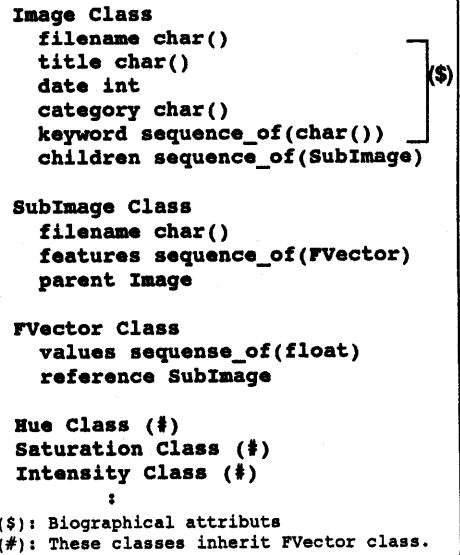 Image Class
filename char()
title char()
date int
category char()
keyword sequence_of(char())
($)
children sequence_of(SubImage)
SubImage Class
filename char()
features sequence_of(FVector)
parent Image
FVector Class
values sequense_of(float)
reference SubImage
Hue Class (#)
Saturation Class (#)
Intensity Class (#)
:
($): Biographical attributs
(#): These classes inherit FVector class.